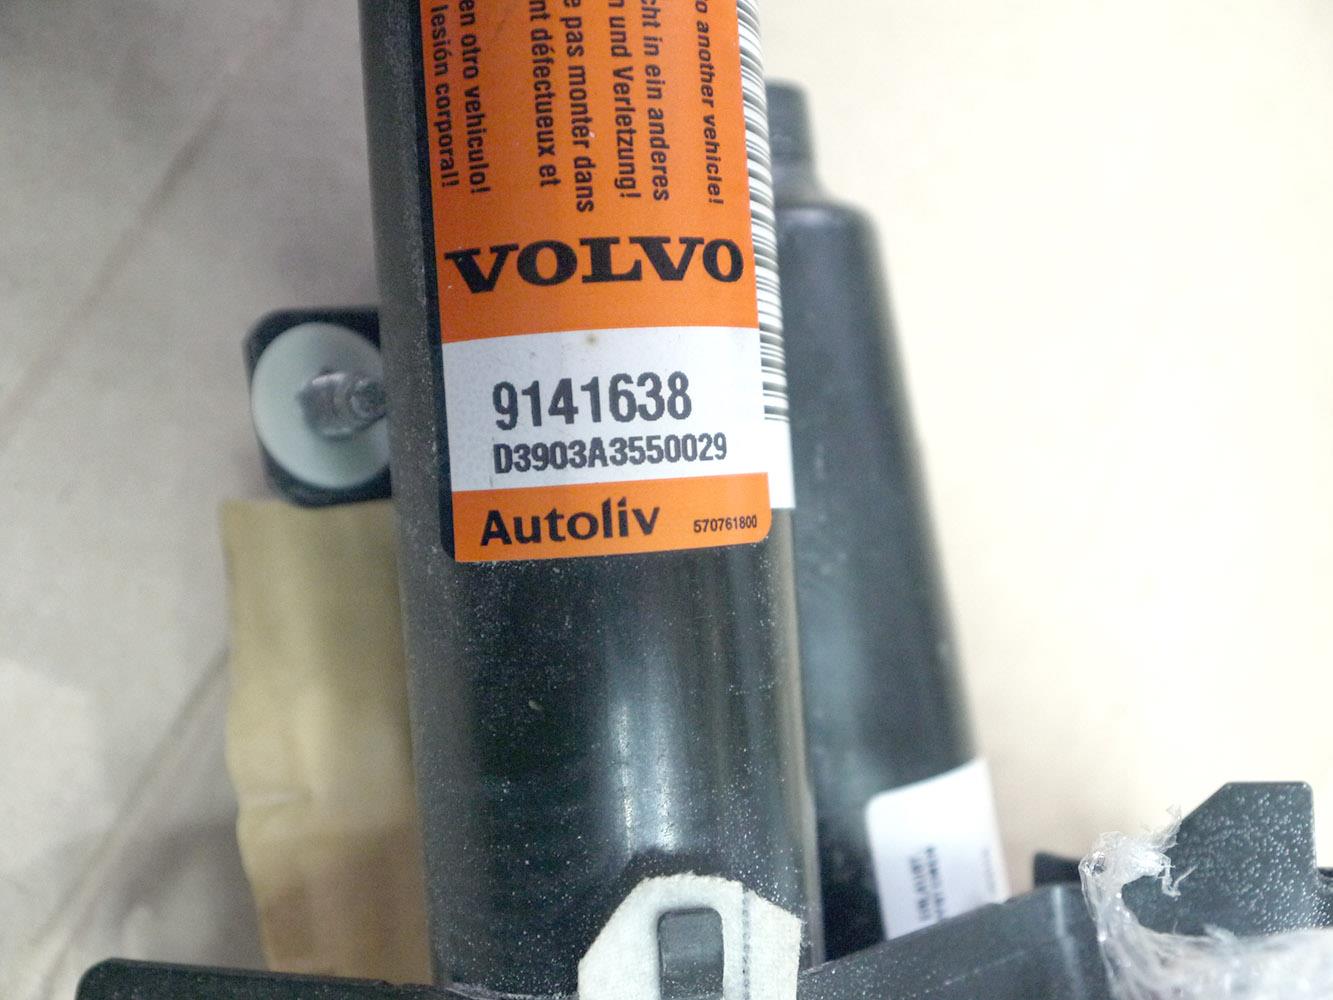 o another vehicle!
cht in ein anderes
n und Verletzung!
e pas monter dans
nt défectueux et
en otro vehiculo!
lesión corporal!
VOLVO
9141638
D3903A3550029
Autoliv 570761800